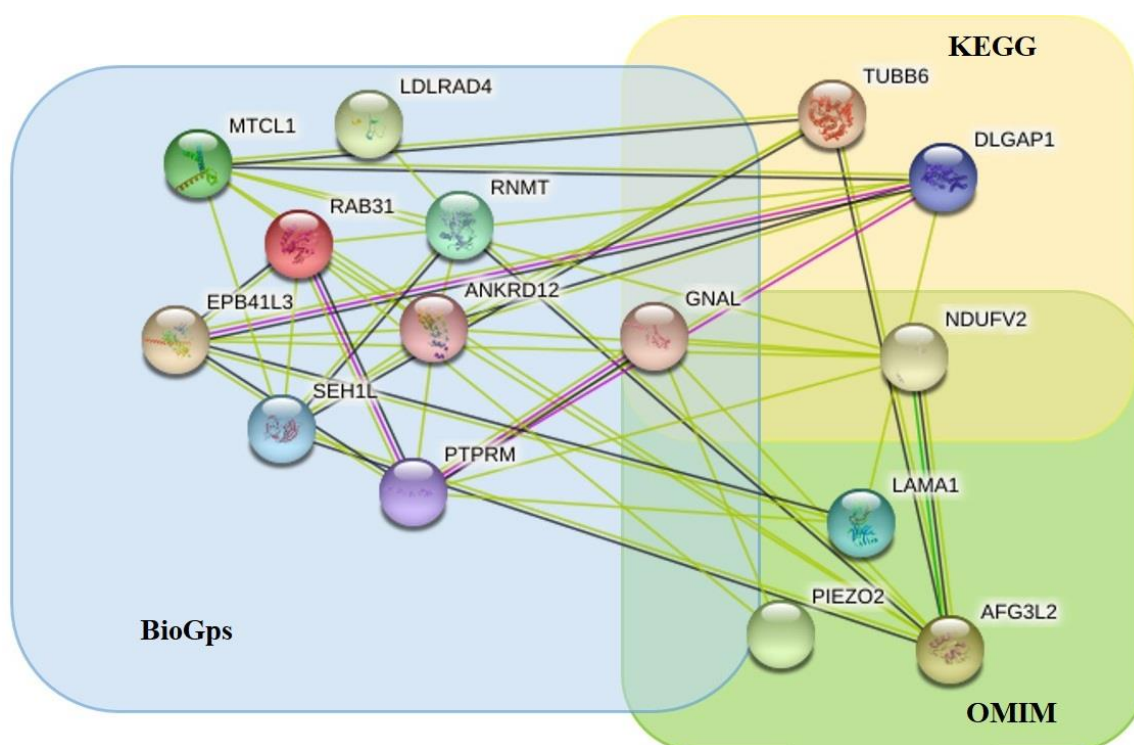 KEGG
TUBB6
LDLRAD4
MTCL1
DLGAP1
RNMT
RAB31
ANKRD12
GNAL
EPB41L3
NDUFV2
SEH1L
PTPRM
LAMA1
PIEZO2
AFG3L2
BioGps
OMIM